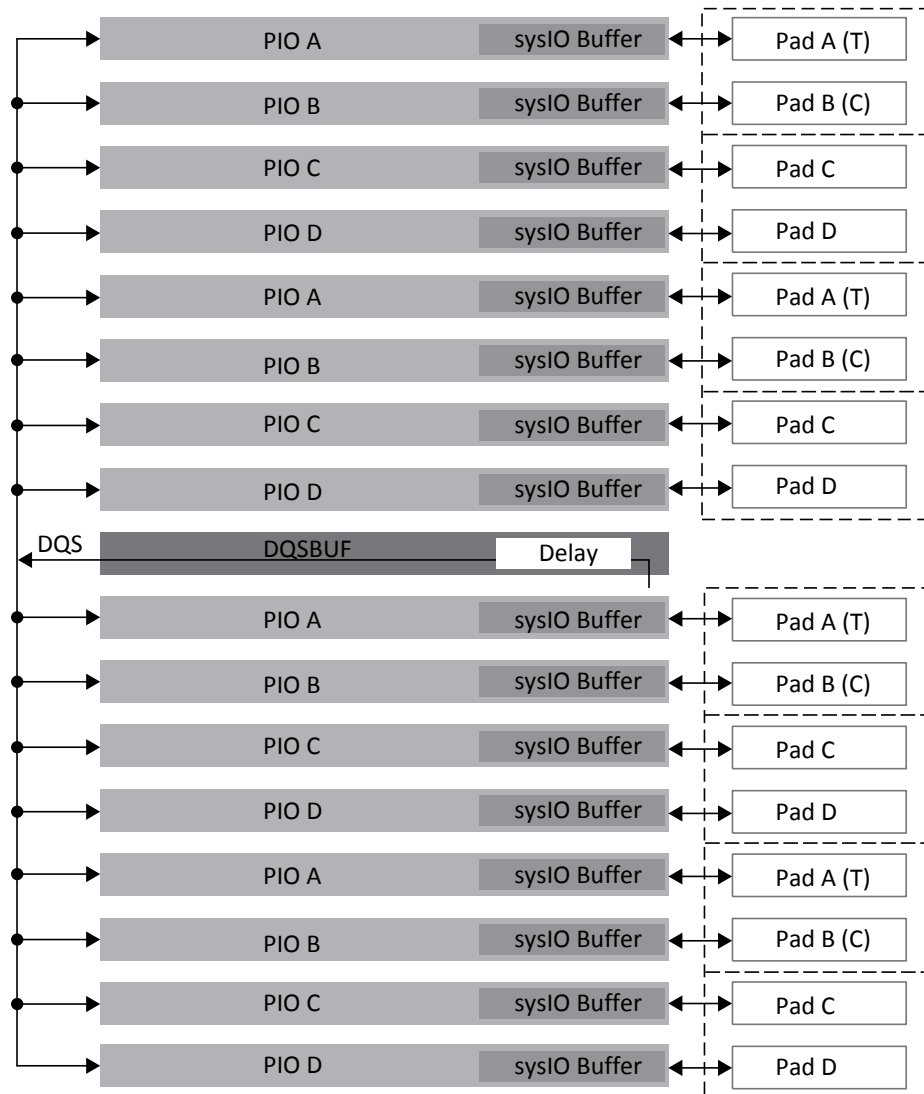 PIO A sysIO Buffer Pad A (T)
PIO B sysIO Buffer Pad B (C)
PIO C sysIO Buffer Pad C
PIO D sysIO Buffer Pad D
PIO A sysIO Buffer Pad A (T)
PIO B sysIO Buffer Pad B (C)
PIO C sysIO Buffer Pad C
PIO D sysIO Buffer Pad D
DQS DQSBUF Delay
PIO A sysIO Buffer Pad A (T)
PIO B sysIO Buffer Pad B (C)
PIO C sysIO Buffer Pad C
PIO D sysIO Buffer Pad D
PIO A sysIO Buffer Pad A (T)
PIO B sysIO Buffer Pad B (C)
PIO C sysIO Buffer Pad C
PIO D sysIO Buffer Pad D